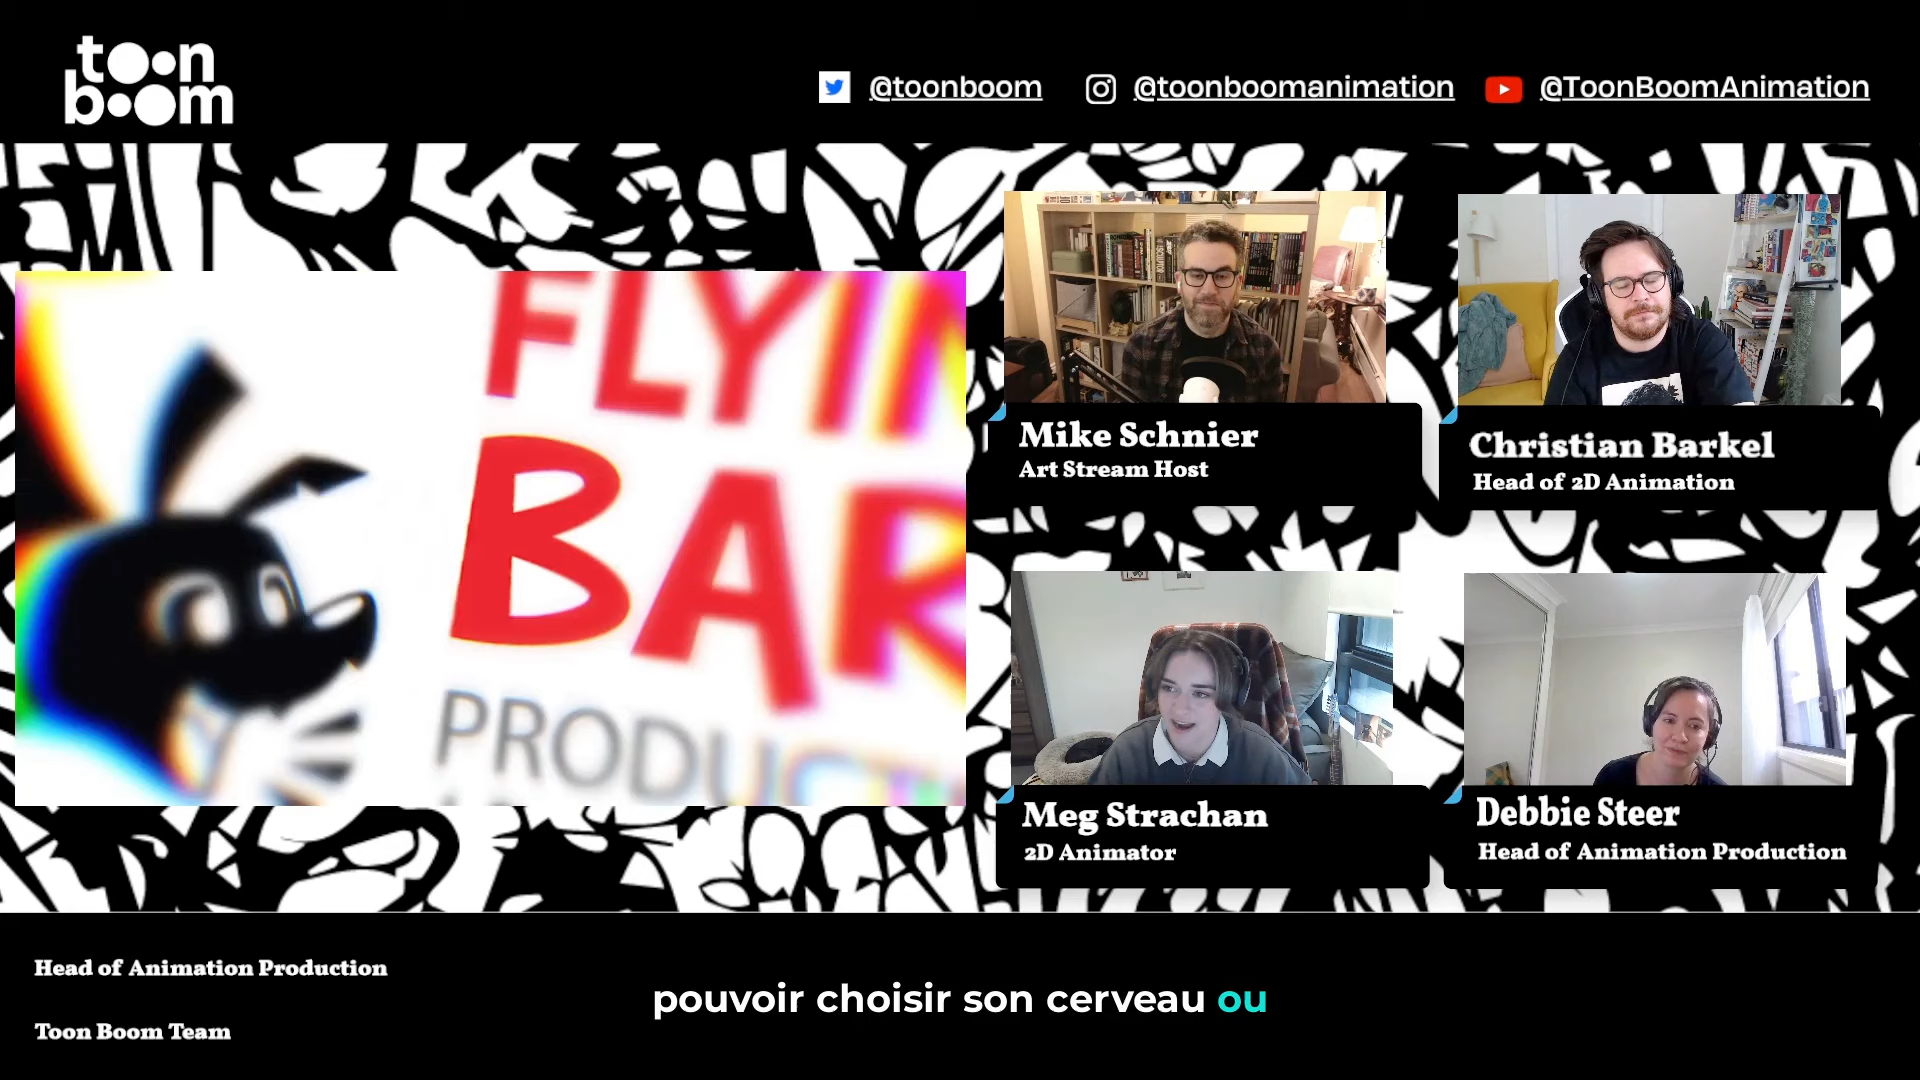 toon
boom
@toonboom
@toonboomanimation
@ToonBoomAnimation
FLYIN
BAR
PRODUCTI
Mike Schnier
Art Stream Host
Christian Barkel
Head of 2D Animation
Meg Strachan
2D Animator
Debbie Steer
Head of Animation Production
Head of Animation Production
pouvoir choisir son cerveau ou
Toon Boom Team